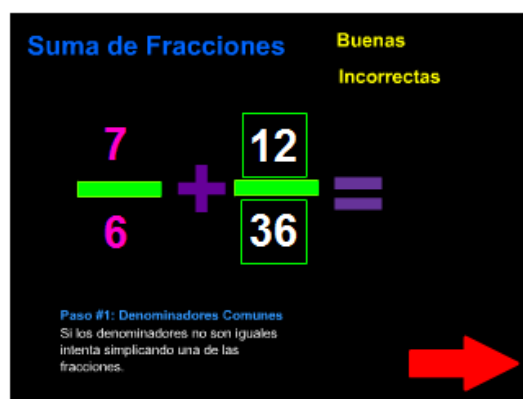 Suma de Fracciones
Buenas
Incorrectas
7
6
+
12
36
=
Paso #1: Denominadores Comunes
Si los denominadores no son iguales
intenta simplicando una de las
fracciones.